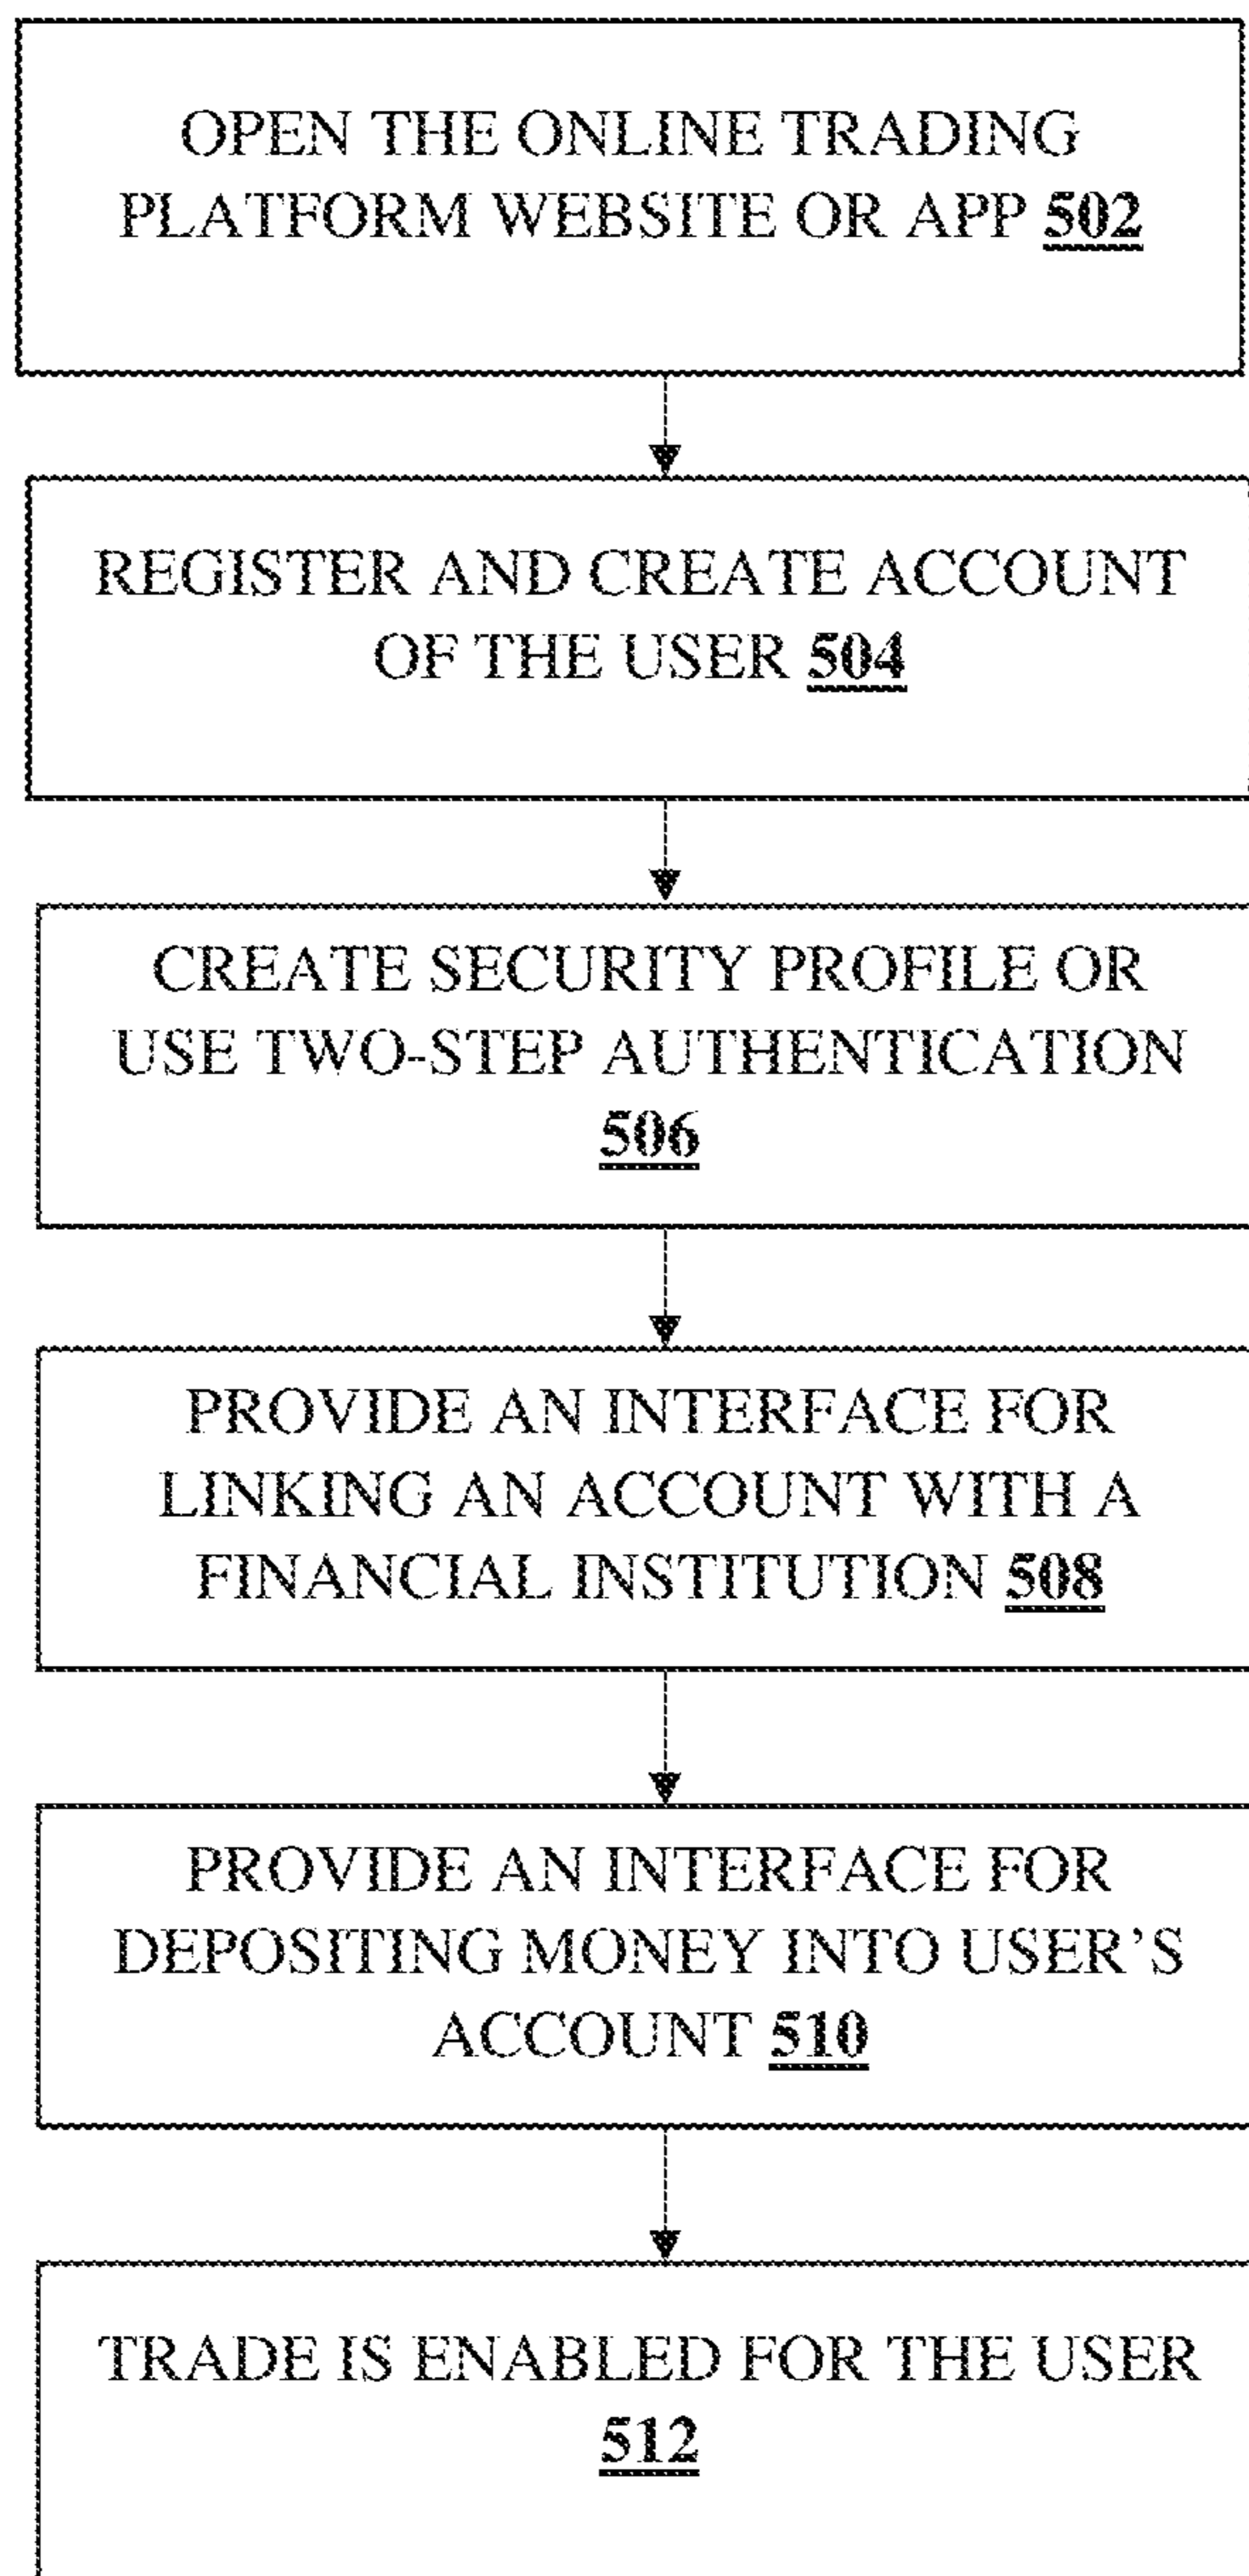 OPEN THE ONLINE TRADING
PLATFORM WEBSITE OR APP 502
REGISTER AND CREATE ACCOUNT
OF THE USER 504
CREATE SECURITY PROFILE OR
USE TWO-STEP AUTHENTICATION
506
PROVIDE AN INTERFACE FOR
LINKING AN ACCOUNT WITH A
FINANCIAL INSTITUTION 508
PROVIDE AN INTERFACE FOR
DEPOSITING MONEY INTO USER’S
ACCOUNT 510
TRADE IS ENABLED FOR THE USER
512